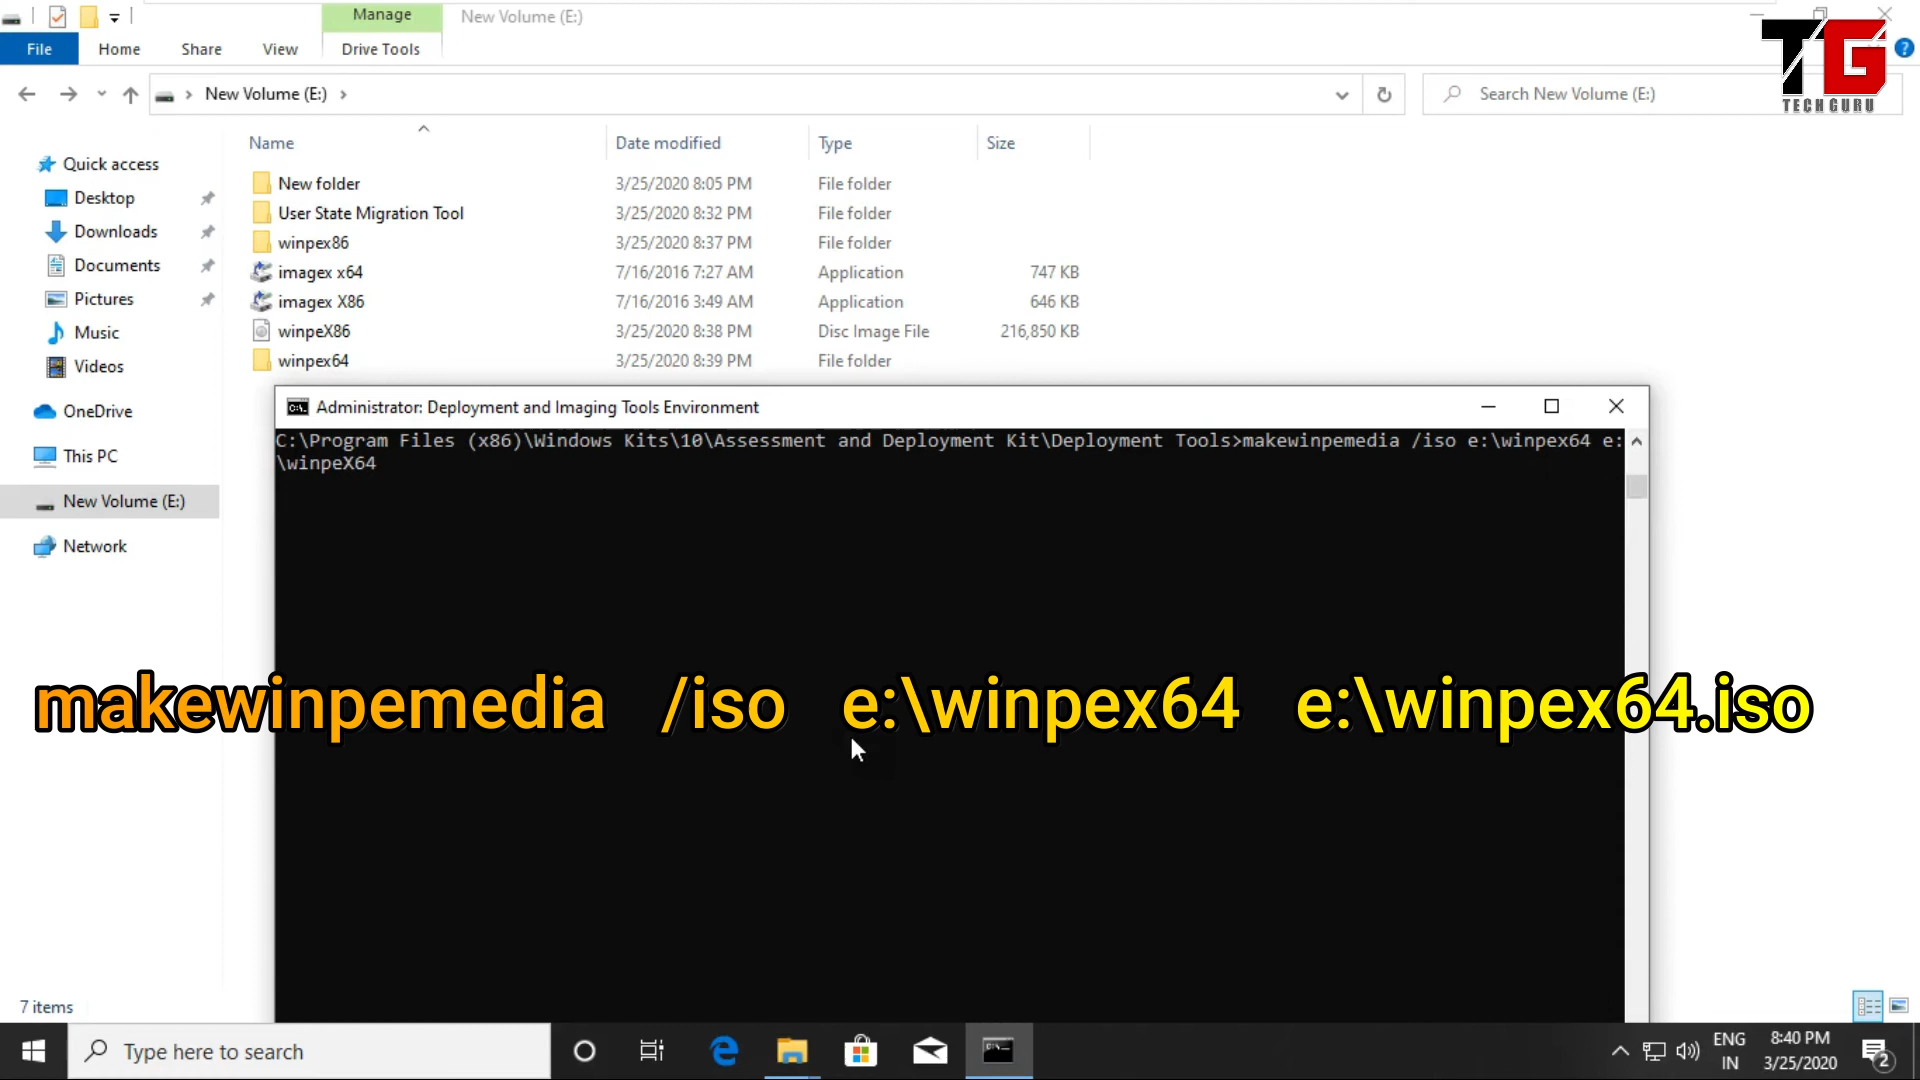 Manage
New Volume (E:)
File
Home
Share
View
Drive Tools
TG
TECH GURU
New Volume (E:)
Search New Volume (E:)
Name
Date modified
Type
Size
Quick access
Desktop
Downloads
Documents
Pictures
Music
Videos
OneDrive
This PC
New Volume (E:)
Network
New folder 3/25/2020 8:05 PM File folder
User State Migration Tool 3/25/2020 8:32 PM File folder
winpex86 3/25/2020 8:37 PM File folder
imagex x64 7/16/2016 7:27 AM Application 747 KB
imagex X86 7/16/2016 3:49 AM Application 646 KB
winpeX86 3/25/2020 8:38 PM Disc Image File 216,850 KB
winpex64 3/25/2020 8:39 PM File folder
Administrator: Deployment and Imaging Tools Environment
C:\Program Files (x86)\Windows Kits\10\Assessment and Deployment Kit\Deployment Tools>makewinpemedia /iso e:\winpex64 e:
\winpeX64
makewinpemedia /iso e:\winpex64 e:\winpex64.iso
7 items
Type here to search
ENG
IN
8:40 PM
3/25/2020
2